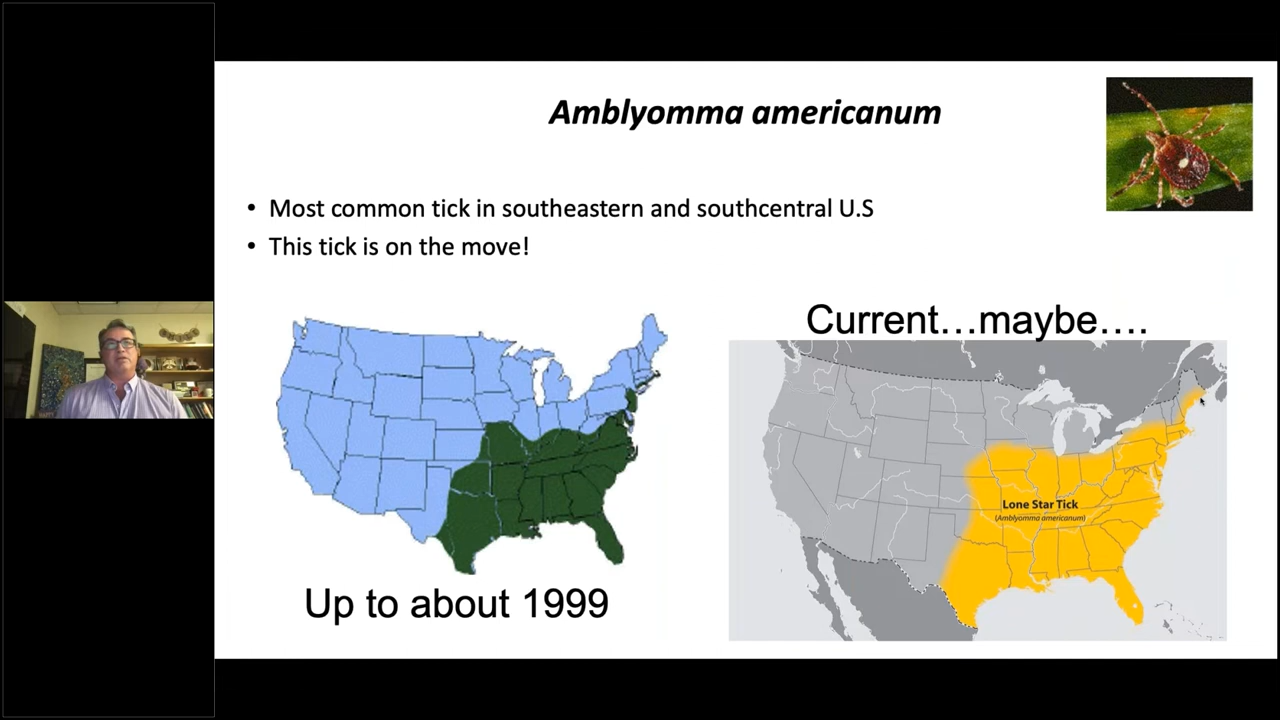 Amblyomma americanum
• Most common tick in southeastern and southcentral U.S
• This tick is on the move!
Current…maybe….
Lone Star Tick
(Amblyomma americanum)
Up to about 1999